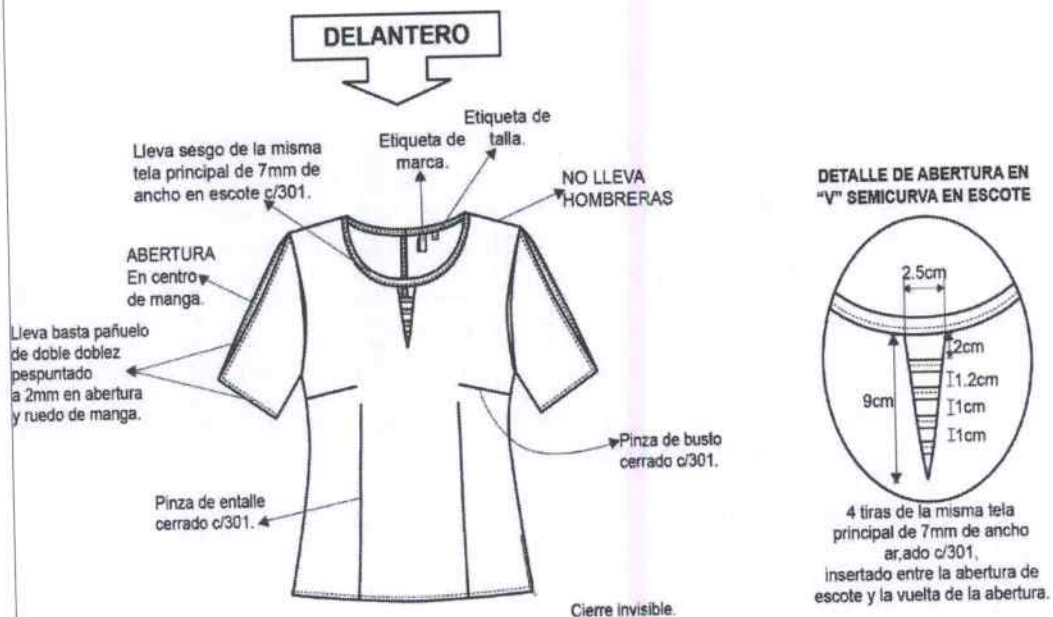 DELANTERO
Etiqueta de
talla.
Etiqueta de
marca.
Lleva sesgo de la misma
tela principal de 7mm de
ancho en escote c/301.
NO LLEVA
HOMBRERAS
ABERTURA
En centro
de manga.
Lleva basta pañuelo
de doble doblez
pespuntado
a 2mm en abertura
y ruedo de manga.
Pinza de busto
cerrado c/301.
Pinza de entalle
cerrado c/301.
Cierre invisible.
DETALLE DE ABERTURA EN
"V" SEMICURVA EN ESCOTE
2.5cm
2cm
1.2cm
9cm
1cm
1cm
4 tiras de la misma tela
principal de 7mm de ancho
ar,ado c/301,
insertado entre la abertura de
escote y la vuelta de la abertura.